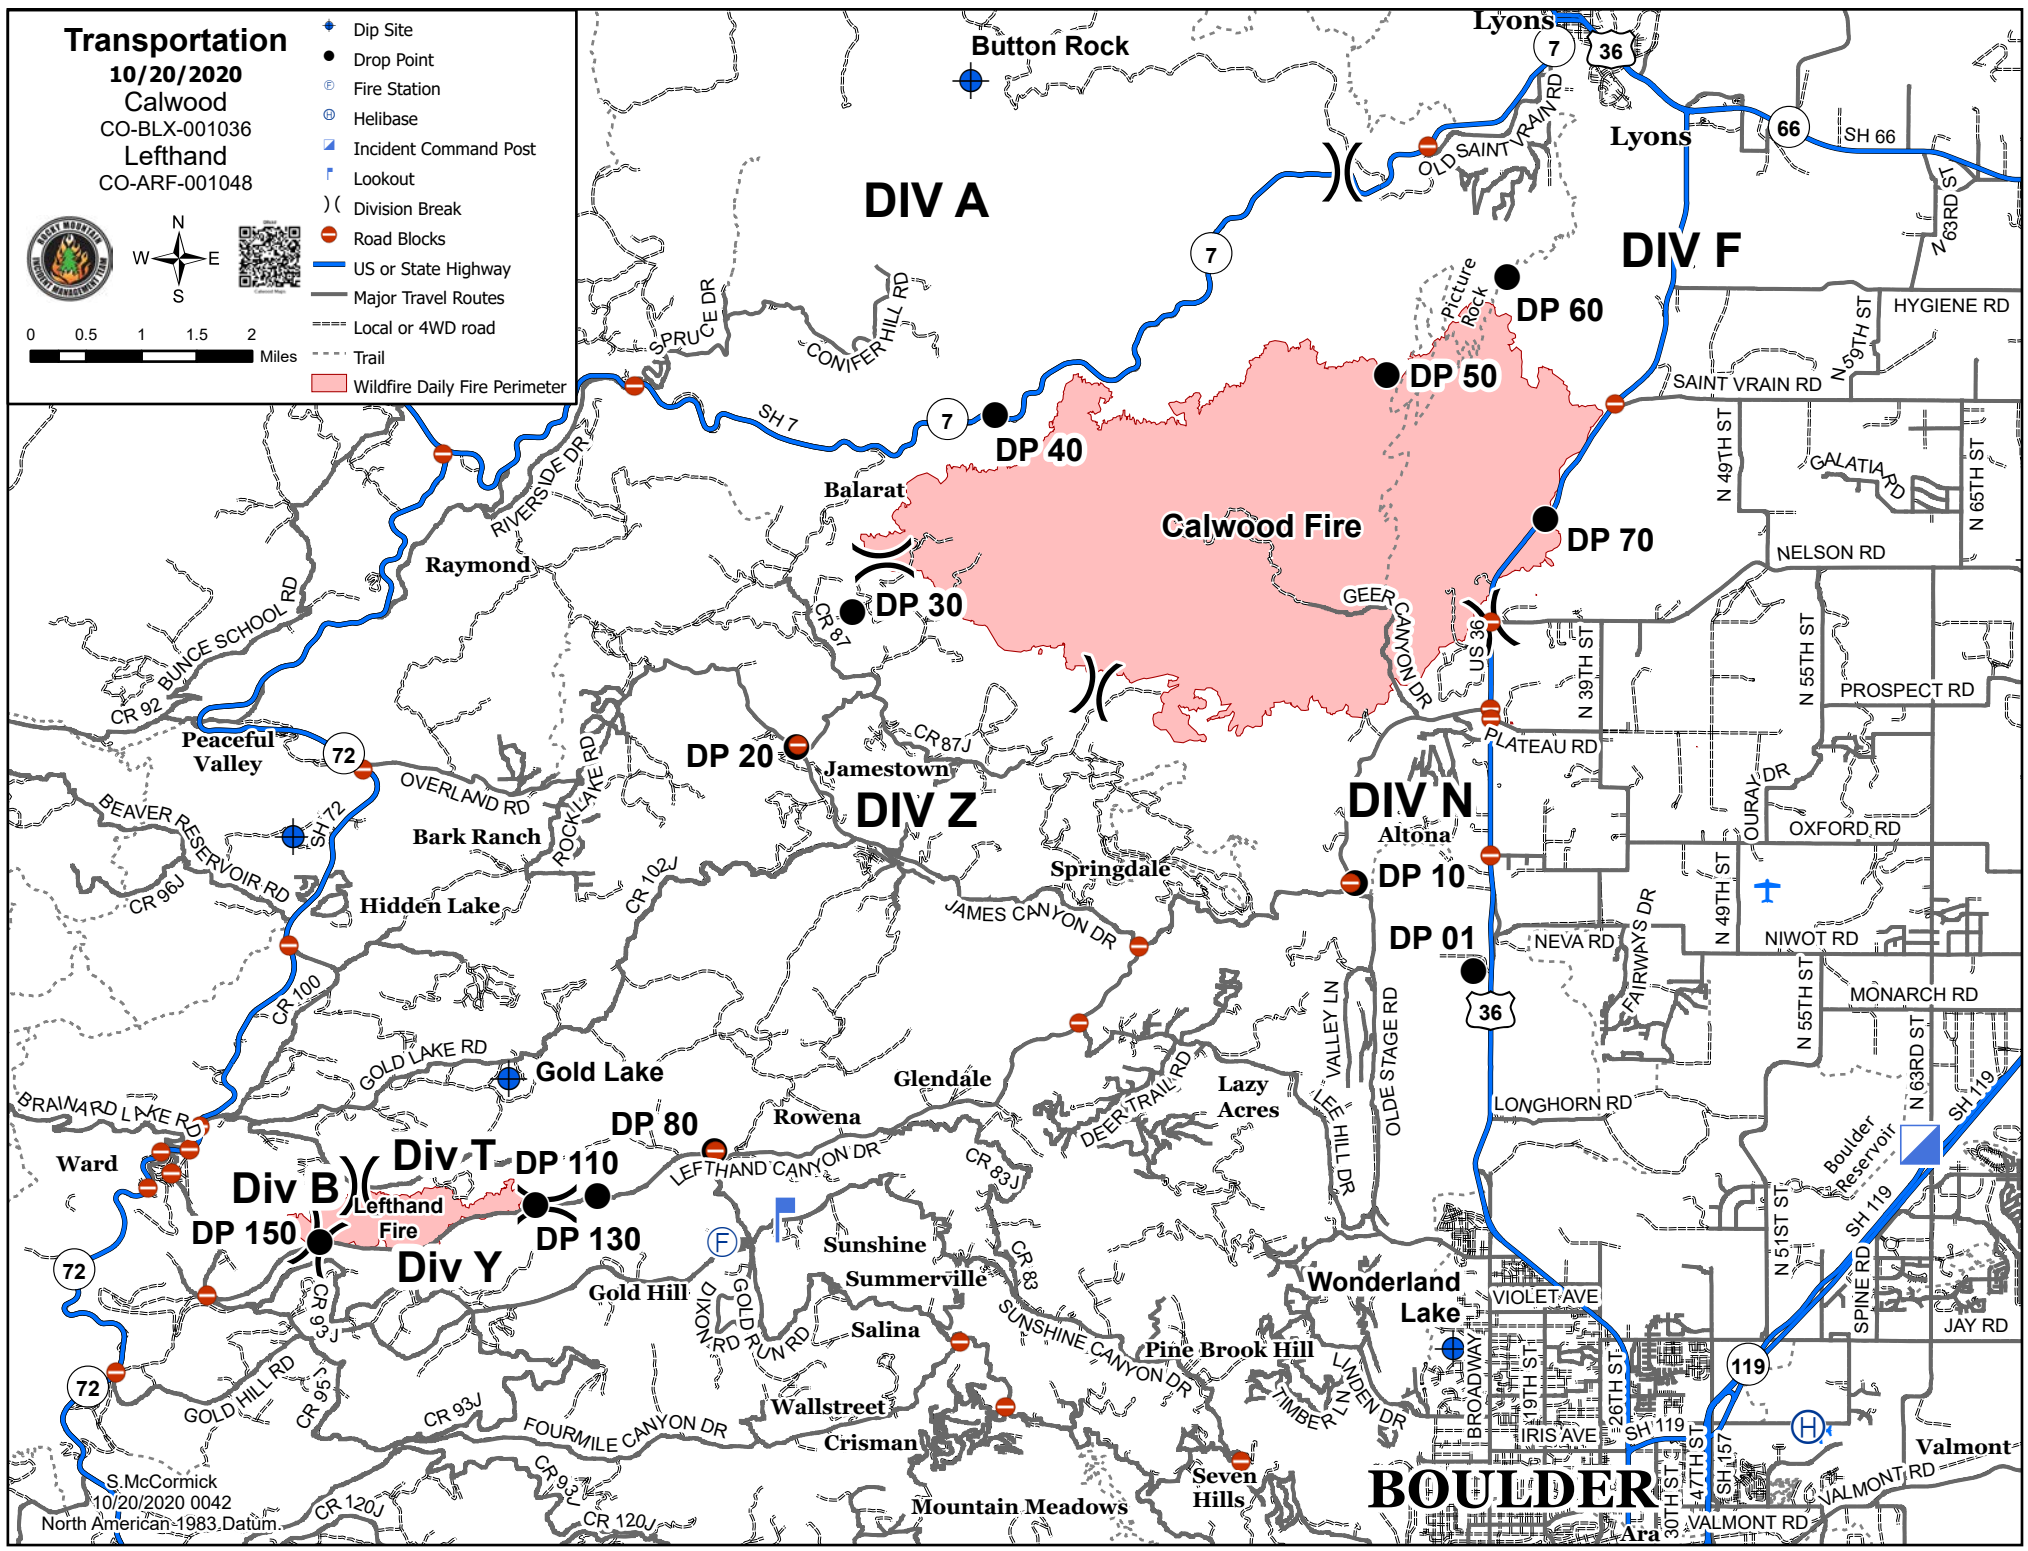 Transportation
10/20/2020
Calwood
CO-BLX-001036
Lefthand
CO-ARF-001048
ROCKY MOUNTAIN
INCIDENT MANAGEMENT TEAM
N
W E
S
Calwood Maps
0 0.5 1 1.5 2 Miles
Dip Site
Drop Point
F Fire Station
H Helibase
Incident Command Post
Lookout
)( Division Break
Road Blocks
US or State Highway
Major Travel Routes
Local or 4WD road
Trail
Wildfire Daily Fire Perimeter
Button Rock
Lyons
7
36
66
SH 66
Lyons
OLD SAINT VRAIN RD
N 63RD ST
DIV A
DIV F
7
Picture
Rock
DP 60
HYGIENE RD
N 59TH ST
SPRUCE DR
CONIFER HILL RD
DP 50
SAINT VRAIN RD
SH 7
7
DP 40
N 49TH ST
GALATIA RD
N 65TH ST
RIVERSIDE DR
Balarat
Calwood Fire
DP 70
NELSON RD
Raymond
BUNCE SCHOOL RD
CR 87
DP 30
GEER CANYON DR
US 36
N 39TH ST
N 55TH ST
PROSPECT RD
CR 92
Peaceful
Valley
72
DP 20
CR 87J
Jamestown
PLATEAU RD
OURAY DR
OVERLAND RD
ROCK LAKE RD
BEAVER RESERVOIR RD
SH 72
Bark Ranch
DIV Z
DIV N
Altona
OXFORD RD
CR 96J
Hidden Lake
CR 102J
Springdale
DP 10
N 49TH ST
JAMES CANYON DR
DP 01
NEVA RD
FAIRWAYS DR
NIWOT RD
CR 100
VALLEY LN
OLDE STAGE RD
36
N 55TH ST
MONARCH RD
N 63RD ST
GOLD LAKE RD
Gold Lake
Glendale
DEER TRAIL RD
Lazy
Acres
LEE HILL DR
LONGHORN RD
SH 119
BRAINARD LAKE RD
DP 80
Rowena
Boulder
Reservoir
Ward
Div T
DP 110
LEFTHAND CANYON DR
CR 83J
Div B
Lefthand
Fire
DP 150
DP 130
F
Sunshine
CR 83
N 51ST ST
SH 119
SPINE RD
72
Div Y
Gold Hill
Summerville
Wonderland
Lake
VIOLET AVE
CR 93J
DIXON RD
GOLD RUN RD
Salina
SUNSHINE CANYON DR
Pine Brook Hill
JAY RD
119
72
GOLD HILL RD
CR 95J
CR 93J
Wallstreet
TIMBER LN
LINDEN DR
BROADWAY
19TH ST
26TH ST
FOURMILE CANYON DR
Crisman
IRIS AVE
SH 119
H
Valmont
S.McCormick
10/20/2020 0042
North American 1983 Datum.
CR 120J
CR 93J
CR 120J
Mountain Meadows
Seven
Hills
BOULDER
Ara
30TH ST
47TH ST
SH 157
VALMONT RD
VALMONT RD